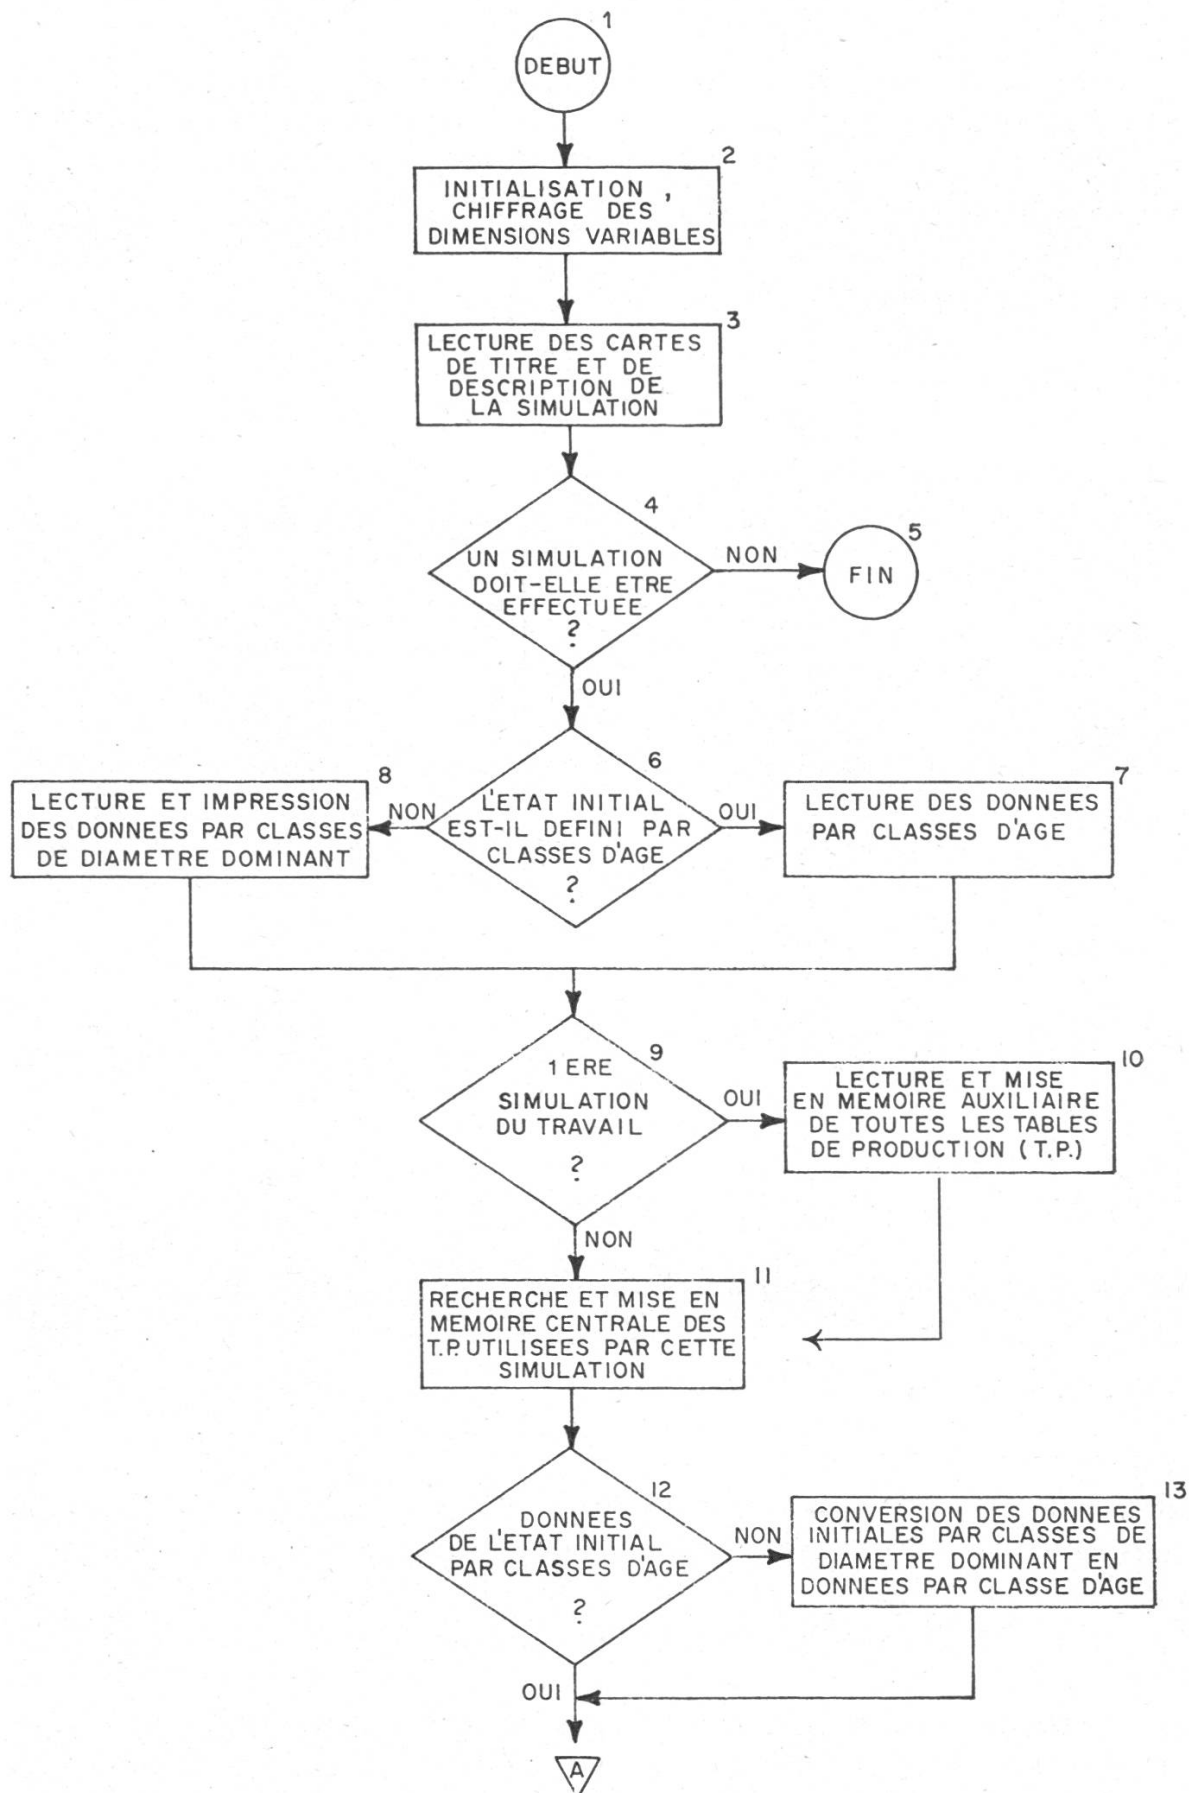 1
DEBUT
2
INITIALISATION ,
CHIFFRAGE DES
DIMENSIONS VARIABLES
3
LECTURE DES CARTES
DE TITRE ET DE
DESCRIPTION DE
LA SIMULATION
4
UN SIMULATION
DOIT-ELLE ETRE
EFFECTUEE
?
NON
5
FIN
OUI
6
L'ETAT INITIAL
EST-IL DEFINI PAR
CLASSES D'AGE
?
NON
8
LECTURE ET IMPRESSION
DES DONNEES PAR CLASSES
DE DIAMETRE DOMINANT
OUI
7
LECTURE DES DONNEES
PAR CLASSES D'AGE
9
1 ERE
SIMULATION
DU TRAVAIL
?
OUI
10
LECTURE ET MISE
EN MEMOIRE AUXILIAIRE
DE TOUTES LES TABLES
DE PRODUCTION (T.P.)
NON
11
RECHERCHE ET MISE EN
MEMOIRE CENTRALE DES
T.P. UTILISEES PAR CETTE
SIMULATION
12
DONNEES
DE L'ETAT INITIAL
PAR CLASSES D'AGE
?
NON
13
CONVERSION DES DONNEES
INITIALES PAR CLASSES DE
DIAMETRE DOMINANT EN
DONNEES PAR CLASSE D'AGE
OUI
A